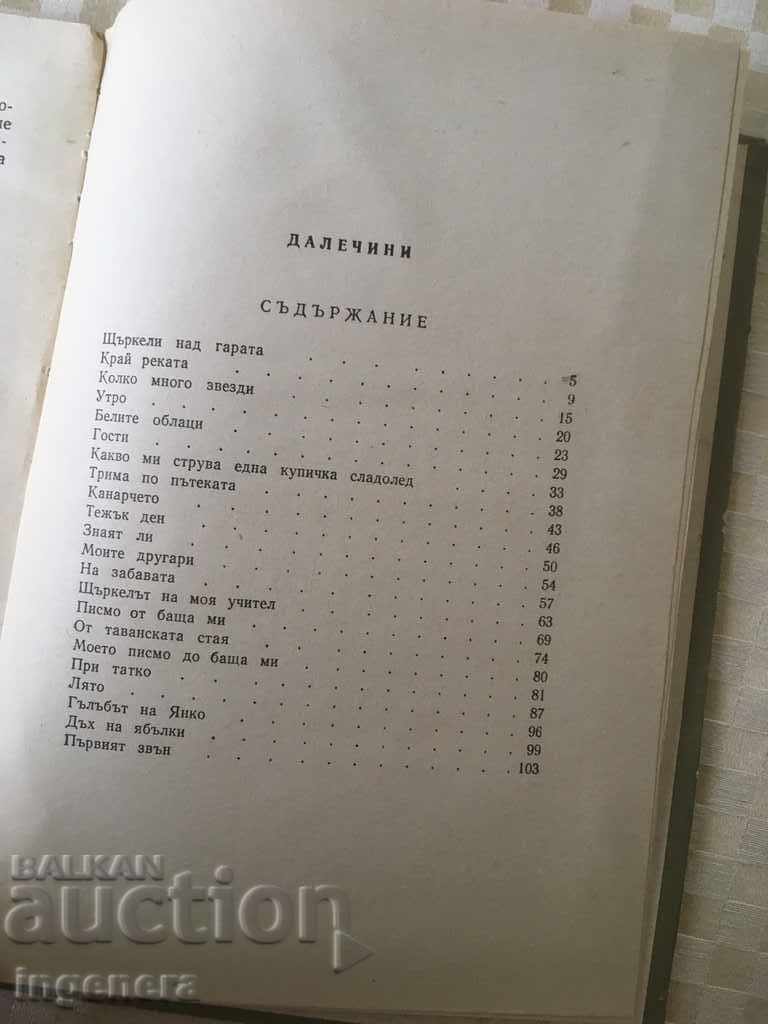 о-
-
а
ДАЛЕЧИНИ
СЪДЪРЖАНИЕ
Щъркели над гарата . . . . . . . . 5
Край реката . . . . . . . . . . 9
Колко много звезди . . . . . . . . 15
Утро . . . . . . . . . . . . 20
Белите облаци . . . . . . . . . . 23
Гости . . . . . . . . . . . . 29
Какво ми струва една купичка сладолед . . . . 33
Трима по пътеката . . . . . . . . . 38
Канарчето . . . . . . . . . . . 43
Тежък ден . . . . . . . . . . . 46
Знаят ли . . . . . . . . . . . 50
Моите другари . . . . . . . . . . 54
На забавата . . . . . . . . . . 57
Щъркелът на моя учител . . . . . . . 63
Писмо от баща ми . . . . . . . . . 69
От таванската стая . . . . . . . . . 74
Моето писмо до баща ми . . . . . . . 80
При татко . . . . . . . . . . . 81
Лято . . . . . . . . . . . . 87
Гълъбът на Янко . . . . . . . . . 96
Дъх на ябълки . . . . . . . . . . 99
Първият звън . . . . . . . . . . 103
BALKAN
auction
ingenera